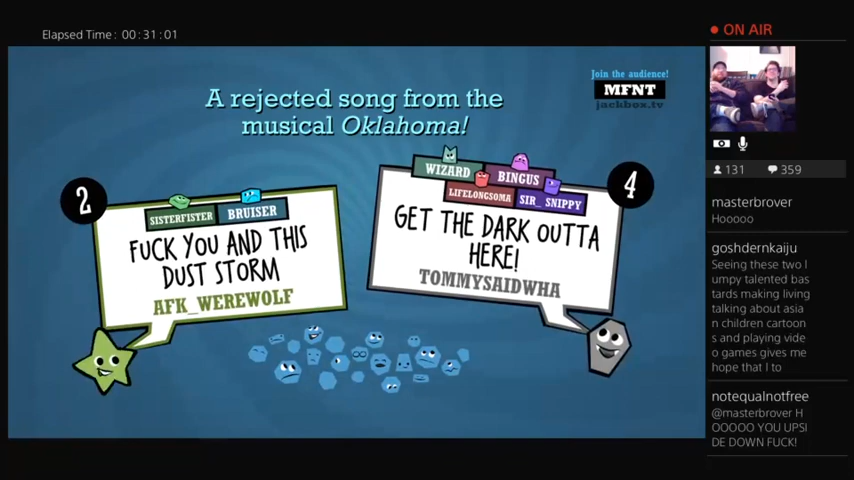 Elapsed Time: 00:31:01
ON AIR
Join the audience!
MFNT
jackbox.tv
A rejected song from the
musical Oklahoma!
2
SISTERFISTER
BRUISER
FUCK YOU AND THIS
DUST STORM
AFK_WEREWOLF
WIZARD
BINGUS
LIFELONGSOMA
SIR_SNIPPY
4
GET THE DARK OUTTA
HERE!
TOMMYSAIDWHA
131
359
masterbrover
Hooooo
goshdernkaiju
Seeing these two l
umpy talented bas
tards making living
talking about asia
n children cartoon
s and playing vide
o games gives me
hope that I to
notequalnotfree
@masterbrover H
OOOOO YOU UPSI
DE DOWN FUCK!